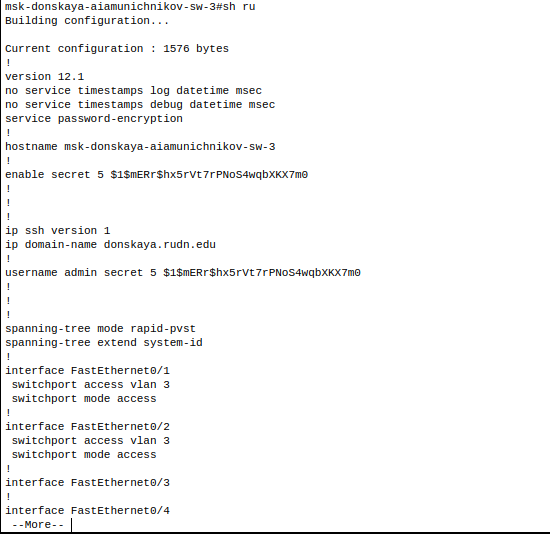 msk-donskaya-aiamunichnikov-sw-3#sh ru
Building configuration...
Current configuration : 1576 bytes
!
version 12.1
no service timestamps log datetime msec
no service timestamps debug datetime msec
service password-encryption
!
hostname msk-donskaya-aiamunichnikov-sw-3
!
enable secret 5 $1$mERr$hx5rVt7rPNoS4wqbXKX7m0
!
!
!
ip ssh version 1
ip domain-name donskaya.rudn.edu
!
username admin secret 5 $1$mERr$hx5rVt7rPNoS4wqbXKX7m0
!
!
!
spanning-tree mode rapid-pvst
spanning-tree extend system-id
!
interface FastEthernet0/1
 switchport access vlan 3
 switchport mode access
!
interface FastEthernet0/2
 switchport access vlan 3
 switchport mode access
!
interface FastEthernet0/3
!
interface FastEthernet0/4
 --More--